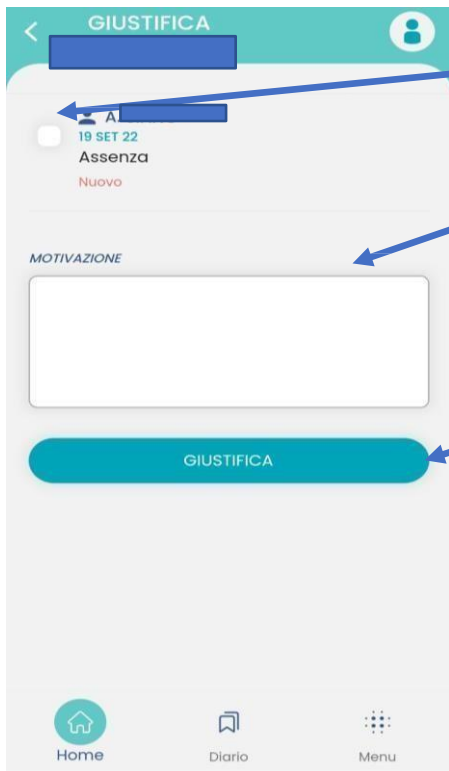 GIUSTIFICA
19 SET 22
Assenza
Nuovo
MOTIVAZIONE
GIUSTIFICA
Home
Diario
Menu